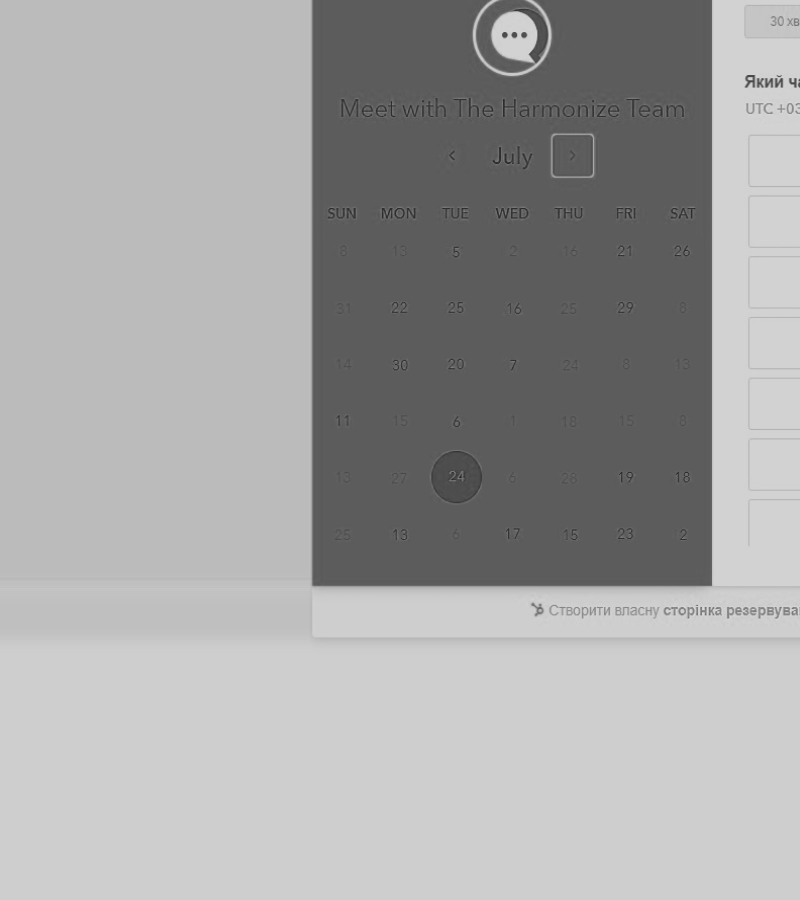 30 хв
Meet with The Harmonize Team
Який ча
UTC +03
July
SUN MON TUE WED THU FRI SAT
8 13 5 2 16 21 26
31 22 25 16 25 29 8
14 30 20 7 24 8 13
11 15 6 1 18 15 8
13 27 24 6 28 19 18
25 13 6 17 15 23 2
Створити власну сторінка резервува